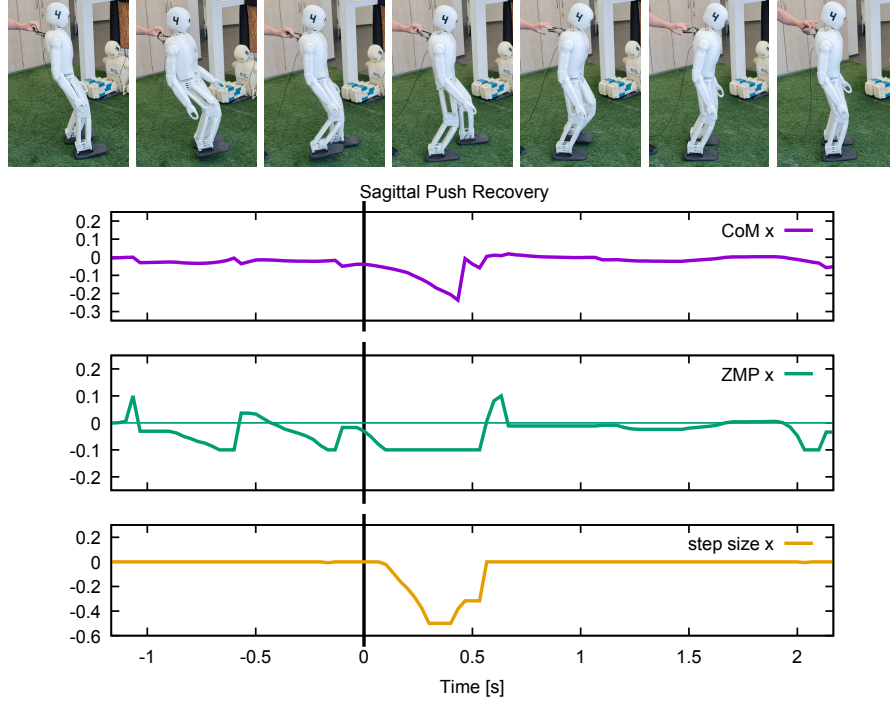 4 4 4 4 4 4 4
Sagittal Push Recovery
0.2
0.1
0
-0.1
-0.2
-0.3
CoM x
0.2
0.1
0
-0.1
-0.2
ZMP x
0.2
0
-0.2
-0.4
-0.6
step size x
-1 -0.5 0 0.5 1 1.5 2
Time [s]